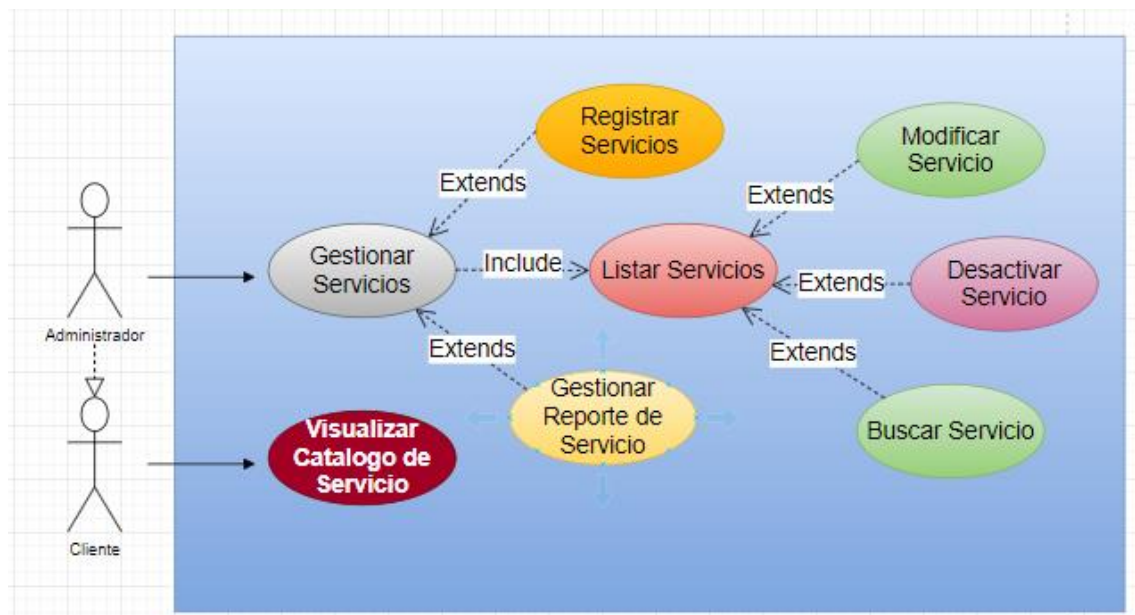 Registrar
Servicios
Modificar
Servicio
Extends
Extends
Gestionar
Servicios
Include
Listar Servicios
Desactivar
Servicio
Extends
Administrador
Extends
Extends
Gestionar
Reporte de
Servicio
Visualizar
Catalogo de
Servicio
Buscar Servicio
Cliente